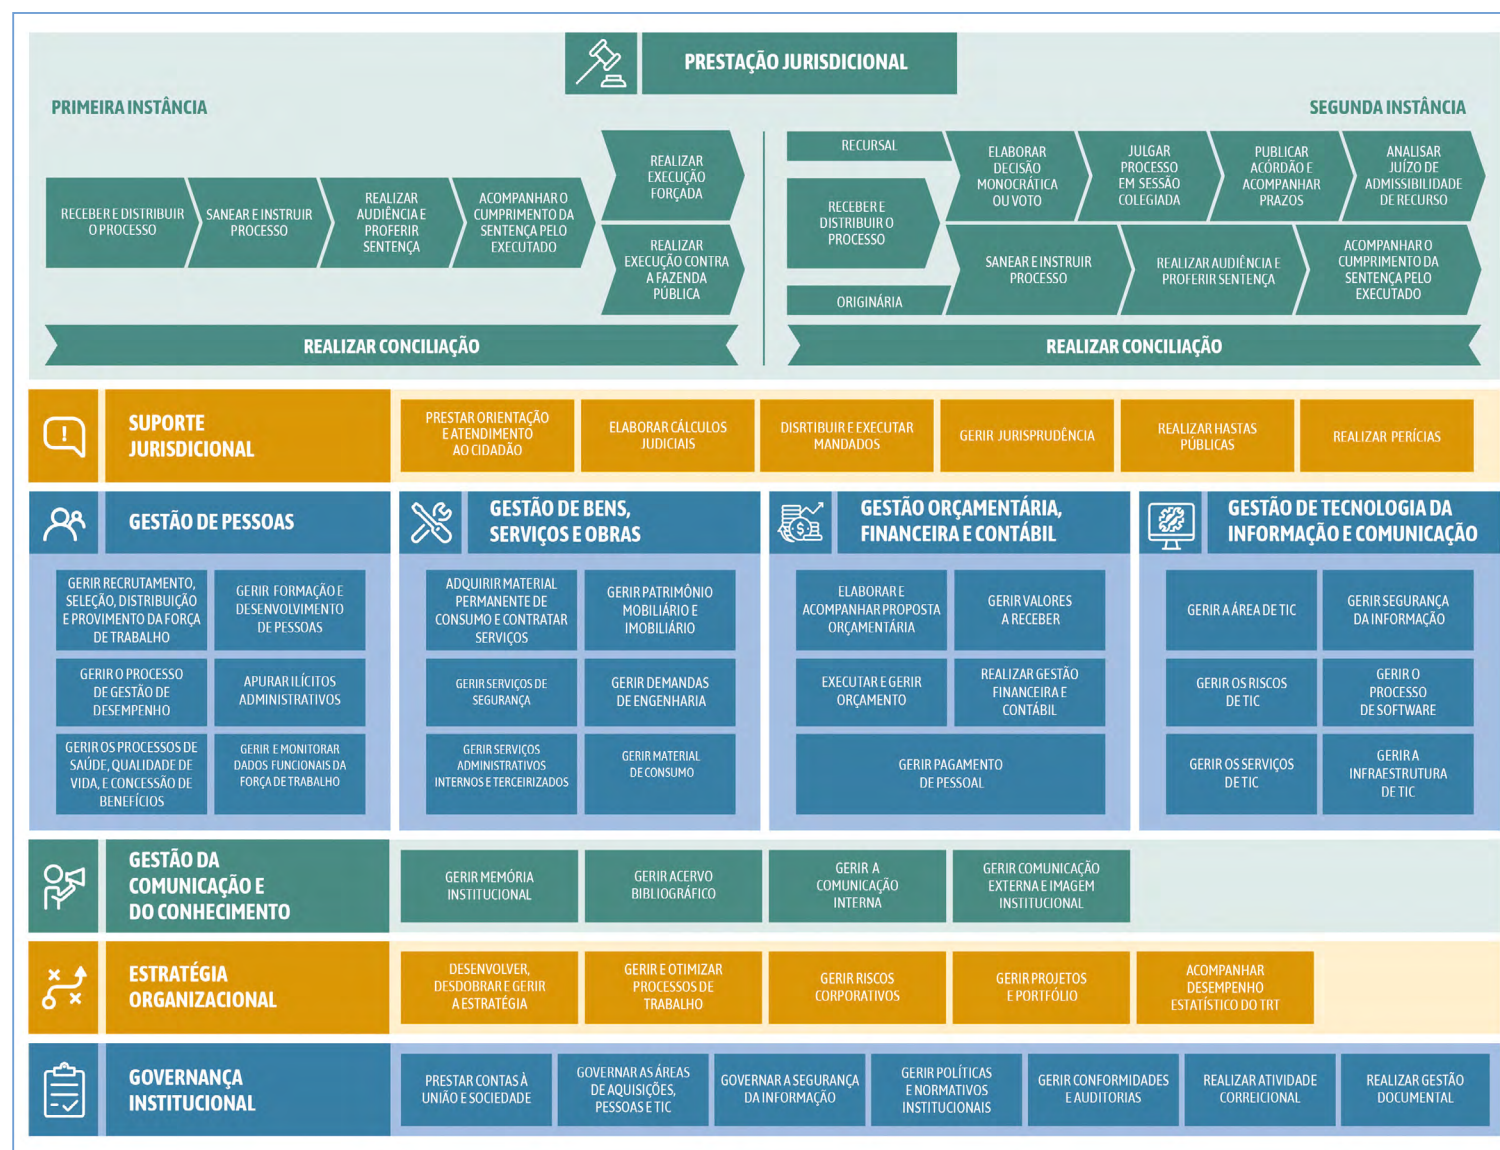 PRESTAÇÃO JURISDICIONAL
PRIMEIRA INSTÂNCIA
RECEBER E DISTRIBUIR
O PROCESSO
SANEAR E INSTRUIR
PROCESSO
REALIZAR
AUDIÊNCIA E
PROFERIR
SENTENÇA
ACOMPANHAR O
CUMPRIMENTO DA
SENTENÇA PELO
EXECUTADO
REALIZAR
EXECUÇÃO
FORÇADA
REALIZAR
EXECUÇÃO CONTRA
A FAZENDA
PÚBLICA
REALIZAR CONCILIAÇÃO
SEGUNDA INSTÂNCIA
RECURSAL
RECEBER E
DISTRIBUIR O
PROCESSO
ORIGINÁRIA
ELABORAR
DECISÃO
MONOCRÁTICA
OU VOTO
JULGAR
PROCESSO
EM SESSÃO
COLEGIADA
PUBLICAR
ACÓRDÃO E
ACOMPANHAR
PRAZOS
ANALISAR
JUÍZO DE
ADMISSIBILIDADE
DE RECURSO
SANEAR E INSTRUIR
PROCESSO
REALIZAR AUDIÊNCIA E
PROFERIR SENTENÇA
ACOMPANHAR O
CUMPRIMENTO DA
SENTENÇA PELO
EXECUTADO
REALIZAR CONCILIAÇÃO
SUPORTE
JURISDICIONAL
PRESTAR ORIENTAÇÃO
E ATENDIMENTO
AO CIDADÃO
ELABORAR CÁLCULOS
JUDICIAIS
DISRTIBUIR E EXECUTAR
MANDADOS
GERIR JURISPRUDÊNCIA
REALIZAR HASTAS
PÚBLICAS
REALIZAR PERÍCIAS
GESTÃO DE PESSOAS
GERIR RECRUTAMENTO,
SELEÇÃO, DISTRIBUIÇÃO
E PROVIMENTO DA FORÇA
DE TRABALHO
GERIR FORMAÇÃO E
DESENVOLVIMENTO
DE PESSOAS
GERIR O PROCESSO
DE GESTÃO DE
DESEMPENHO
APURAR ILÍCITOS
ADMINISTRATIVOS
GERIR OS PROCESSOS DE
SAÚDE, QUALIDADE DE
VIDA, E CONCESSÃO DE
BENEFÍCIOS
GERIR E MONITORAR
DADOS FUNCIONAIS DA
FORÇA DE TRABALHO
GESTÃO DE BENS,
SERVIÇOS E OBRAS
ADQUIRIR MATERIAL
PERMANENTE DE
CONSUMO E CONTRATAR
SERVIÇOS
GERIR PATRIMÔNIO
MOBILIÁRIO E
IMOBILIÁRIO
GERIR SERVIÇOS DE
SEGURANÇA
GERIR DEMANDAS
DE ENGENHARIA
GERIR SERVIÇOS
ADMINISTRATIVOS
INTERNOS E TERCEIRIZADOS
GERIR MATERIAL
DE CONSUMO
GESTÃO ORÇAMENTÁRIA,
FINANCEIRA E CONTÁBIL
ELABORAR E
ACOMPANHAR PROPOSTA
ORÇAMENTÁRIA
GERIR VALORES
A RECEBER
EXECUTAR E GERIR
ORÇAMENTO
REALIZAR GESTÃO
FINANCEIRA E
CONTÁBIL
GERIR PAGAMENTO
DE PESSOAL
GESTÃO DE TECNOLOGIA DA
INFORMAÇÃO E COMUNICAÇÃO
GERIR A ÁREA DE TIC
GERIR SEGURANÇA
DA INFORMAÇÃO
GERIR OS RISCOS
DE TIC
GERIR O
PROCESSO
DE SOFTWARE
GERIR OS SERVIÇOS
DE TIC
GERIR A
INFRAESTRUTURA
DE TIC
GESTÃO DA
COMUNICAÇÃO E
DO CONHECIMENTO
GERIR MEMÓRIA
INSTITUCIONAL
GERIR ACERVO
BIBLIOGRÁFICO
GERIR A
COMUNICAÇÃO
INTERNA
GERIR COMUNICAÇÃO
EXTERNA E IMAGEM
INSTITUCIONAL
ESTRATÉGIA
ORGANIZACIONAL
DESENVOLVER,
DESDOBRAR E GERIR
A ESTRATÉGIA
GERIR E OTIMIZAR
PROCESSOS DE
TRABALHO
GERIR RISCOS
CORPORATIVOS
GERIR PROJETOS
E PORTFÓLIO
ACOMPANHAR
DESEMPENHO
ESTATÍSTICO DO TRT
GOVERNANÇA
INSTITUCIONAL
PRESTAR CONTAS À
UNIÃO E SOCIEDADE
GOVERNAR AS ÁREAS
DE AQUISIÇÕES,
PESSOAS E TIC
GOVERNAR A SEGURANÇA
DA INFORMAÇÃO
GERIR POLÍTICAS
E NORMATIVOS
INSTITUCIONAIS
GERIR CONFORMIDADES
E AUDITORIAS
REALIZAR ATIVIDADE
CORREICIONAL
REALIZAR GESTÃO
DOCUMENTAL